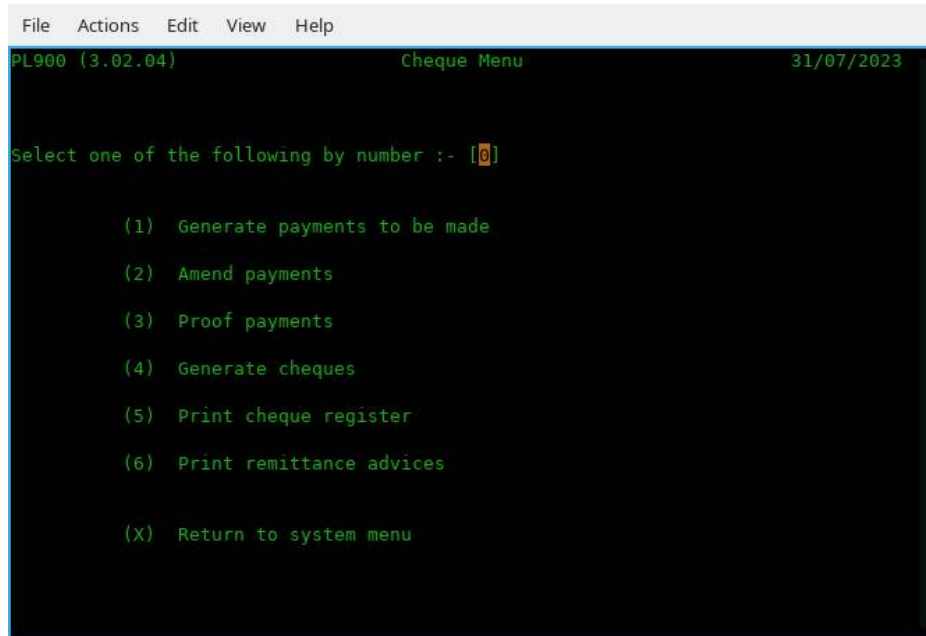 File Actions Edit View Help
PL900 (3.02.04) Cheque Menu 31/07/2023
Select one of the following by number :- [0]
(1) Generate payments to be made
(2) Amend payments
(3) Proof payments
(4) Generate cheques
(5) Print cheque register
(6) Print remittance advices
(X) Return to system menu